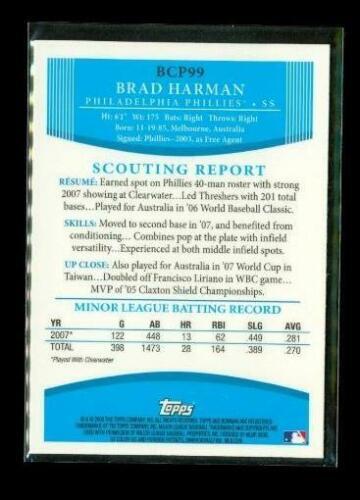 BCP99
BRAD HARMAN
PHILADELPHIA PHILLIES® • SS
Ht: 6'1" Wt: 175 Bats: Right Throws: Right
Born: 11-19-85, Melbourne, Australia
Signed: Phillies-2003, as Free Agent
SCOUTING REPORT
RÉSUMÉ: Earned spot on Phillies 40-man roster with strong
2007 showing at Clearwater...Led Threshers with 201 total
bases...Played for Australia in '06 World Baseball Classic.
SKILLS: Moved to second base in '07, and benefited from
conditioning... Combines pop at the plate with infield
versatility...Experienced at both middle infield spots.
UP CLOSE: Also played for Australia in '07 World Cup in
Taiwan...Doubled off Francisco Liriano in WBC game...
MVP of '05 Claxton Shield Championships.
MINOR LEAGUE BATTING RECORD
YR G AB HR RBI SLG AVG
2007* 122 448 13 62 .449 .281
TOTAL 398 1473 28 164 .389 .270
*Played With Clearwater
Topps